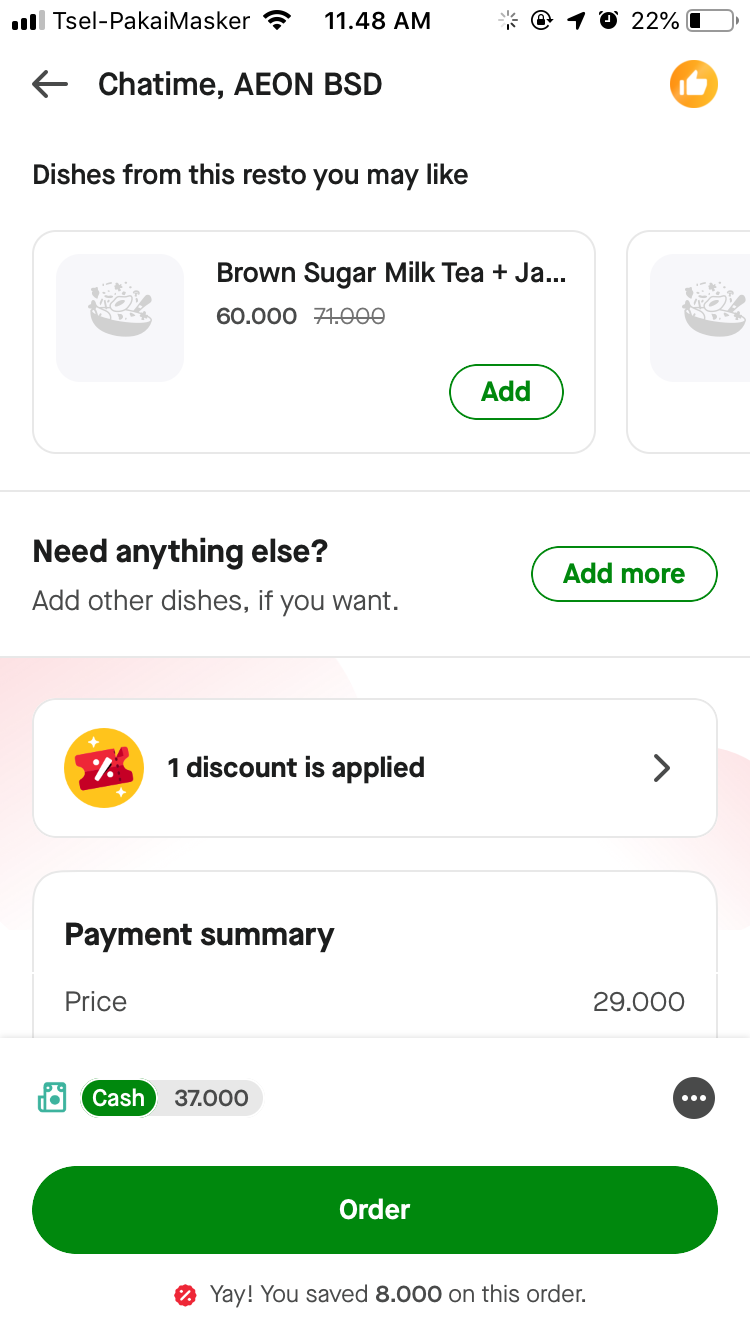 Tsel-PakaiMasker 11.48 AM 22%
Chatime, AEON BSD
Dishes from this resto you may like
Brown Sugar Milk Tea + Ja...
60.000 71.000
Add
Need anything else?
Add other dishes, if you want.
Add more
1 discount is applied
Payment summary
Price 29.000
Cash 37.000
Order
Yay! You saved 8.000 on this order.